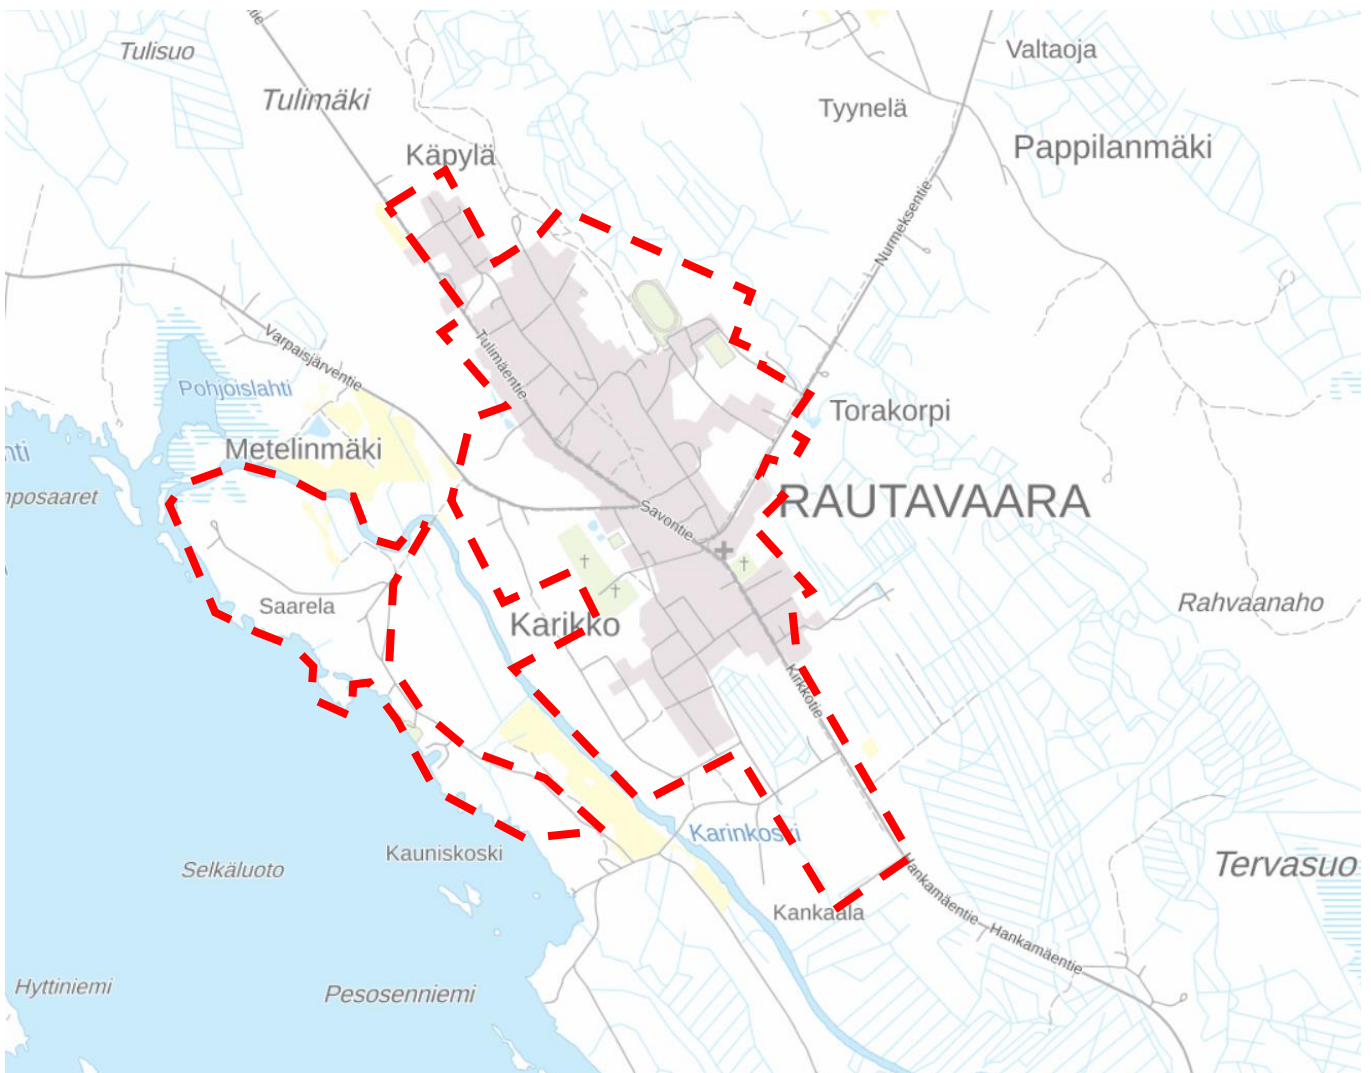 Tulisuo
Valtaoja
Tulimäki
Tyynelä
Käpylä
Pappilanmäki
Nurmeksentie
Varpaisjärventie
Tulimäentie
Pohjoislahti
Torakorpi
Metelinmäki
RAUTAVAARA
Savontie
Saarela
Karikko
Rahvaanaho
Kirkkotie
Karinkoski
Kauniskoski
Selkäluoto
Tervasuo
Kankaala
Hankamäentie
Hankamäentie
Hyttiniemi
Pesosenniemi